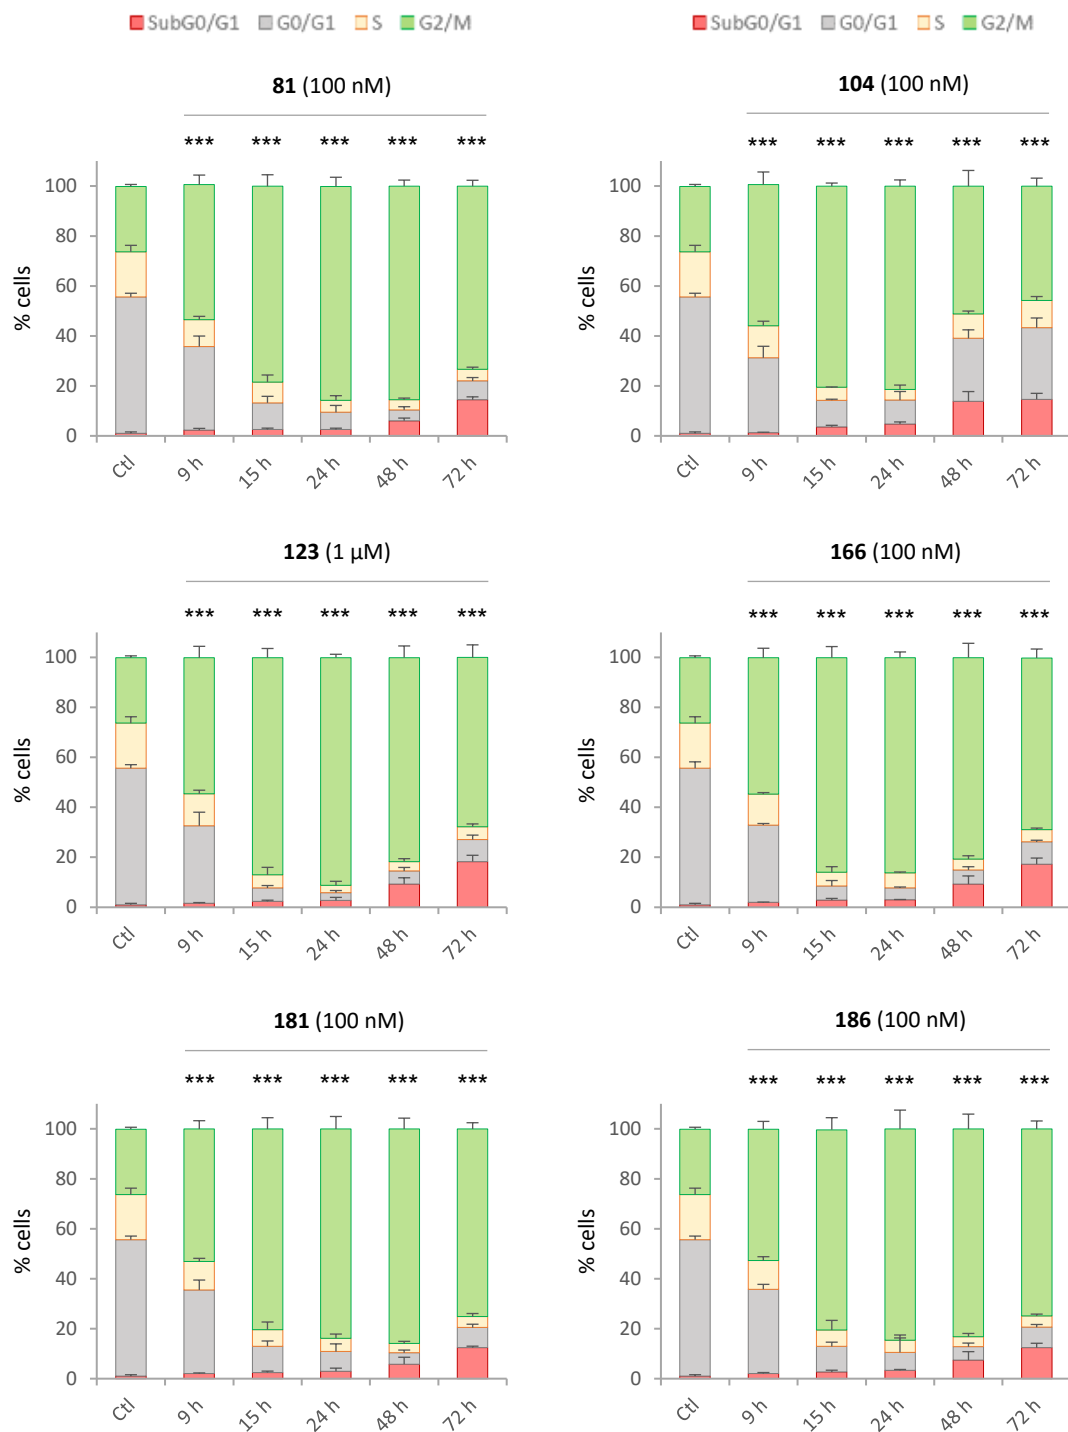 SubG0/G1 G0/G1 S G2/M
SubG0/G1 G0/G1 S G2/M
81 (100 nM)
*** *** *** *** ***
% cells
100
80
60
40
20
0
Ctl 9 h 15 h 24 h 48 h 72 h
104 (100 nM)
*** *** *** *** ***
% cells
100
80
60
40
20
0
Ctl 9 h 15 h 24 h 48 h 72 h
123 (1 µM)
*** *** *** *** ***
% cells
100
80
60
40
20
0
Ctl 9 h 15 h 24 h 48 h 72 h
166 (100 nM)
*** *** *** *** ***
% cells
100
80
60
40
20
0
Ctl 9 h 15 h 24 h 48 h 72 h
181 (100 nM)
*** *** *** *** ***
% cells
100
80
60
40
20
0
Ctl 9 h 15 h 24 h 48 h 72 h
186 (100 nM)
*** *** *** *** ***
% cells
100
80
60
40
20
0
Ctl 9 h 15 h 24 h 48 h 72 h